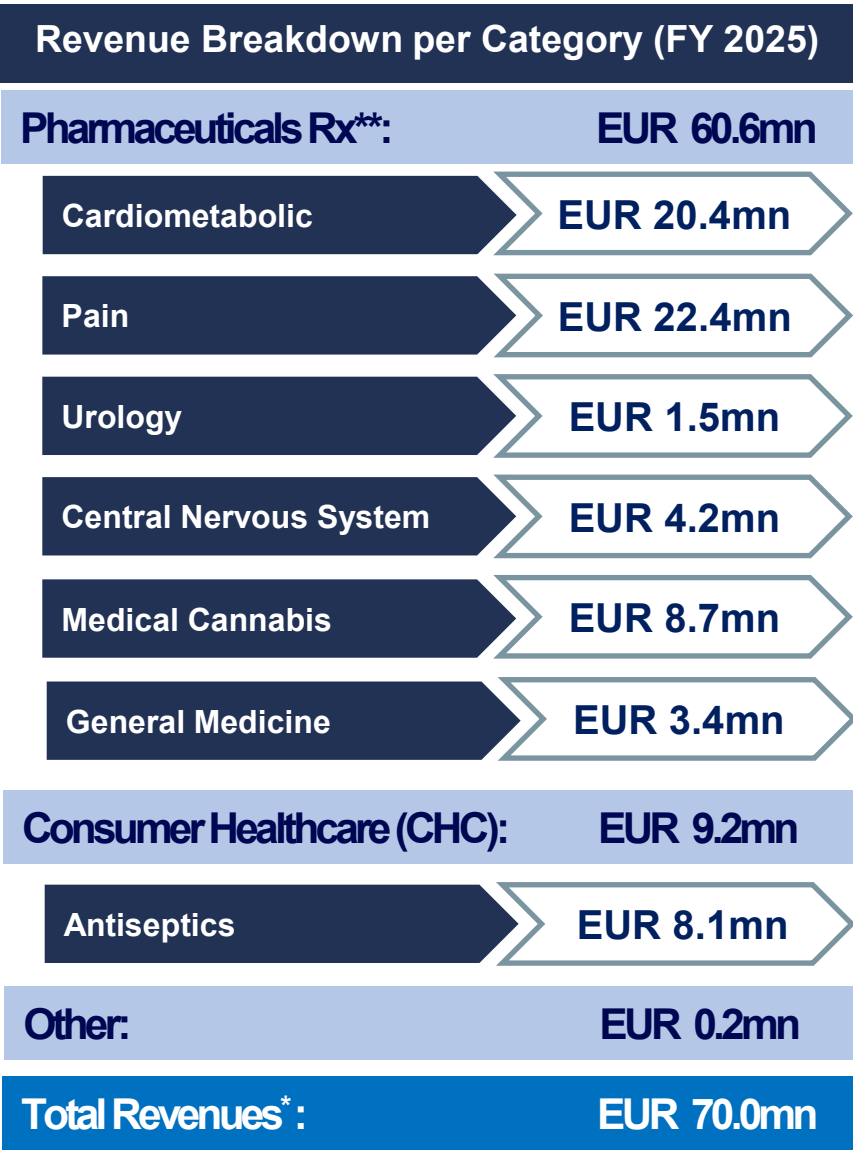 Revenue Breakdown per Category (FY 2025)
Pharmaceuticals Rx**: EUR 60.6mn
Cardiometabolic EUR 20.4mn
Pain EUR 22.4mn
Urology EUR 1.5mn
Central Nervous System EUR 4.2mn
Medical Cannabis EUR 8.7mn
General Medicine EUR 3.4mn
Consumer Healthcare (CHC): EUR 9.2mn
Antiseptics EUR 8.1mn
Other: EUR 0.2mn
Total Revenues*: EUR 70.0mn